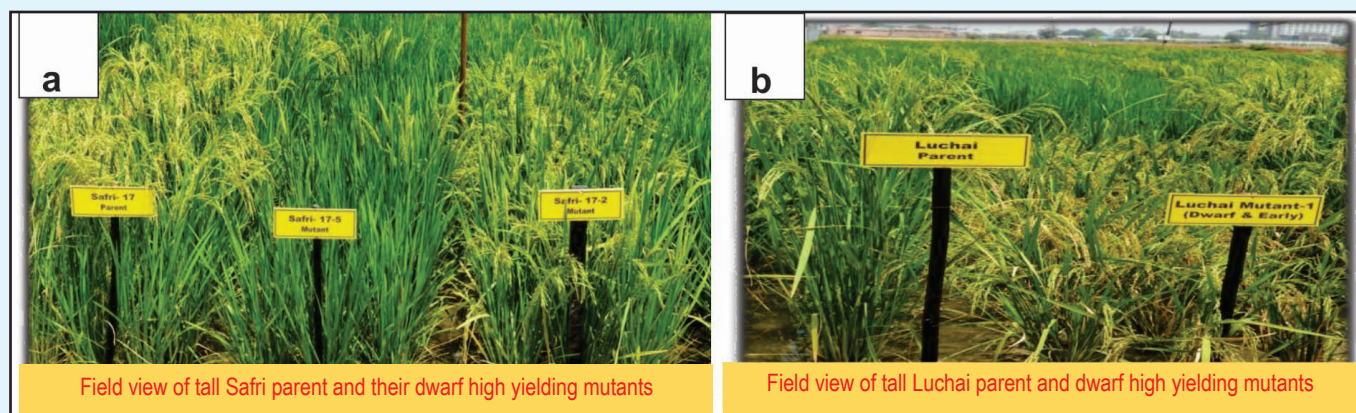 a
Safri- 17
Parent
Safri- 17-5
Mutant
Safri- 17-2
Mutant
Field view of tall Safri parent and their dwarf high yielding mutants
b
Luchai
Parent
Luchai Mutant-1
(Dwarf & Early)
Field view of tall Luchai parent and dwarf high yielding mutants